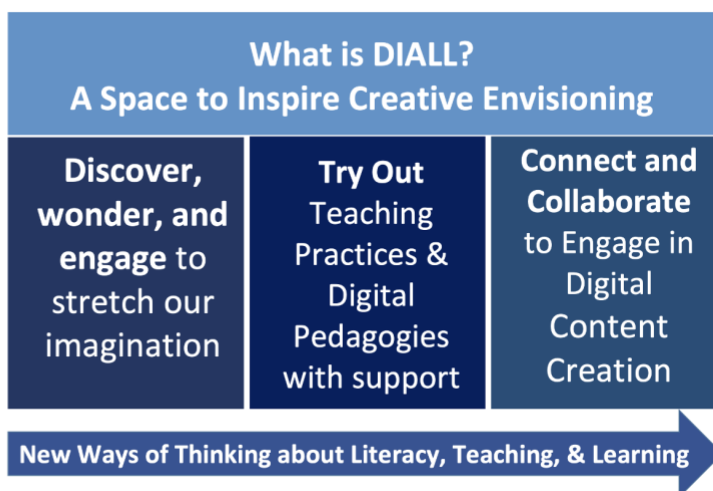 What is DIALL?
A Space to Inspire Creative Envisioning
Discover,
wonder, and
engage to
stretch our
imagination
Try Out
Teaching
Practices &
Digital
Pedagogies
with support
Connect and
Collaborate
to Engage in
Digital
Content
Creation
New Ways of Thinking about Literacy, Teaching, & Learning